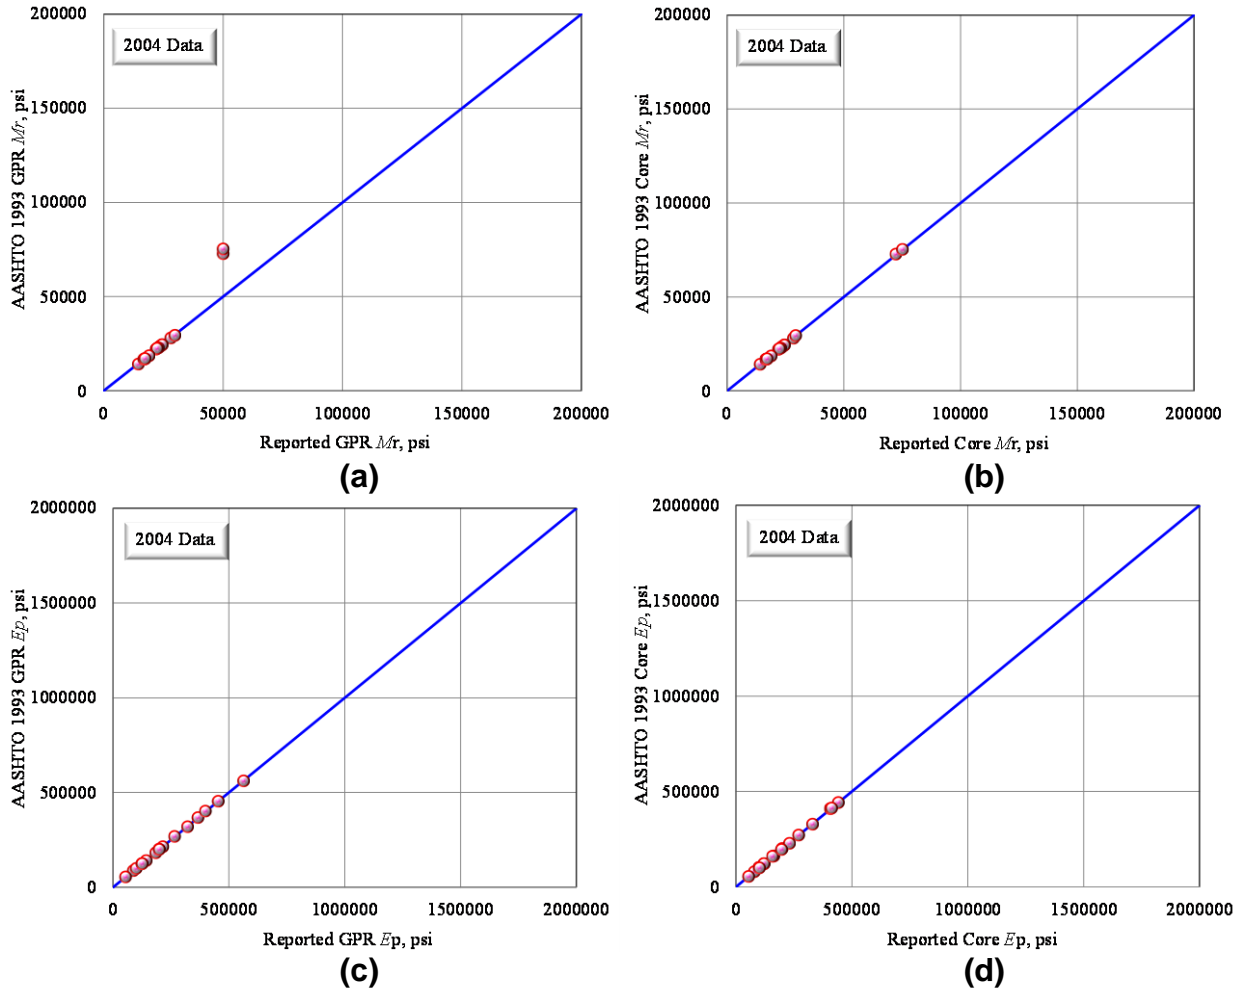 200000
2004 Data
150000
AASHTO 1993 GPR Mr, psi
100000
50000
0
0 50000 100000 150000 200000
Reported GPR Mr, psi
(a)
200000
2004 Data
150000
AASHTO 1993 Core Mr, psi
100000
50000
0
0 50000 100000 150000 200000
Reported Core Mr, psi
(b)
2000000
2004 Data
1500000
AASHTO 1993 GPR Ep, psi
1000000
500000
0
0 500000 1000000 1500000 2000000
Reported GPR Ep, psi
(c)
2000000
2004 Data
1500000
AASHTO 1993 Core Ep, psi
1000000
500000
0
0 500000 1000000 1500000 2000000
Reported Core Ep, psi
(d)